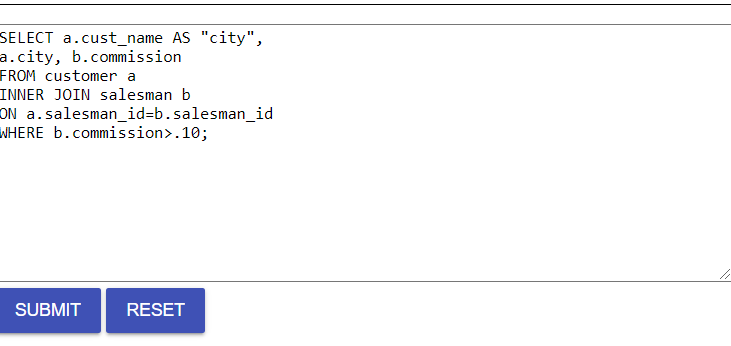 SELECT a.cust_name AS "city",
a.city, b.commission
FROM customer a
INNER JOIN salesman b
ON a.salesman_id=b.salesman_id
WHERE b.commission>.10;
SUBMIT RESET